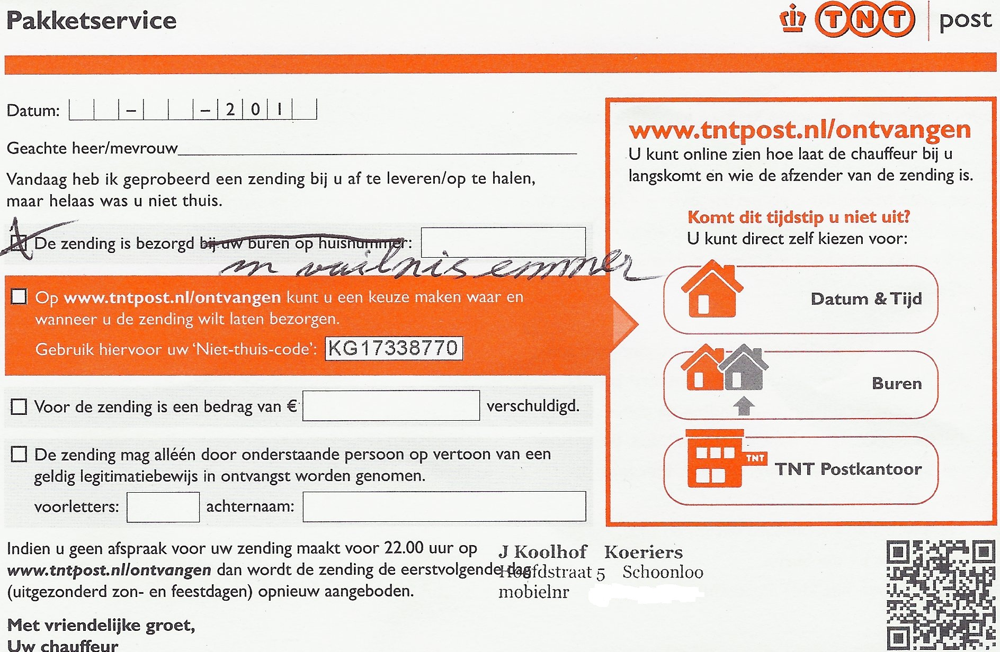 Pakketservice
TNT post
Datum: - - 2 0 1
Geachte heer/mevrouw
Vandaag heb ik geprobeerd een zending bij u af te leveren/op te halen,
maar helaas was u niet thuis.
De zending is bezorgd bij uw buren op huisnummer:
in vuilnis emmer
Op www.tntpost.nl/ontvangen kunt u een keuze maken waar en
wanneer u de zending wilt laten bezorgen.
Gebruik hiervoor uw ‘Niet-thuis-code’: KG17338770
Voor de zending is een bedrag van € verschuldigd.
De zending mag alléén door onderstaande persoon op vertoon van een
geldig legitimatiebewijs in ontvangst worden genomen.
voorletters: achternaam:
www.tntpost.nl/ontvangen
U kunt online zien hoe laat de chauffeur bij u
langskomt en wie de afzender van de zending is.
Komt dit tijdstip u niet uit?
U kunt direct zelf kiezen voor:
Datum & Tijd
Buren
TNT
TNT Postkantoor
Indien u geen afspraak voor uw zending maakt voor 22.00 uur op
www.tntpost.nl/ontvangen dan wordt de zending de eerstvolgende dag
(uitgezonderd zon- en feestdagen) opnieuw aangeboden.
J Koolhof Koeriers
Hoofdstraat 5 Schoonloo
mobielnr
Met vriendelijke groet,
Uw chauffeur